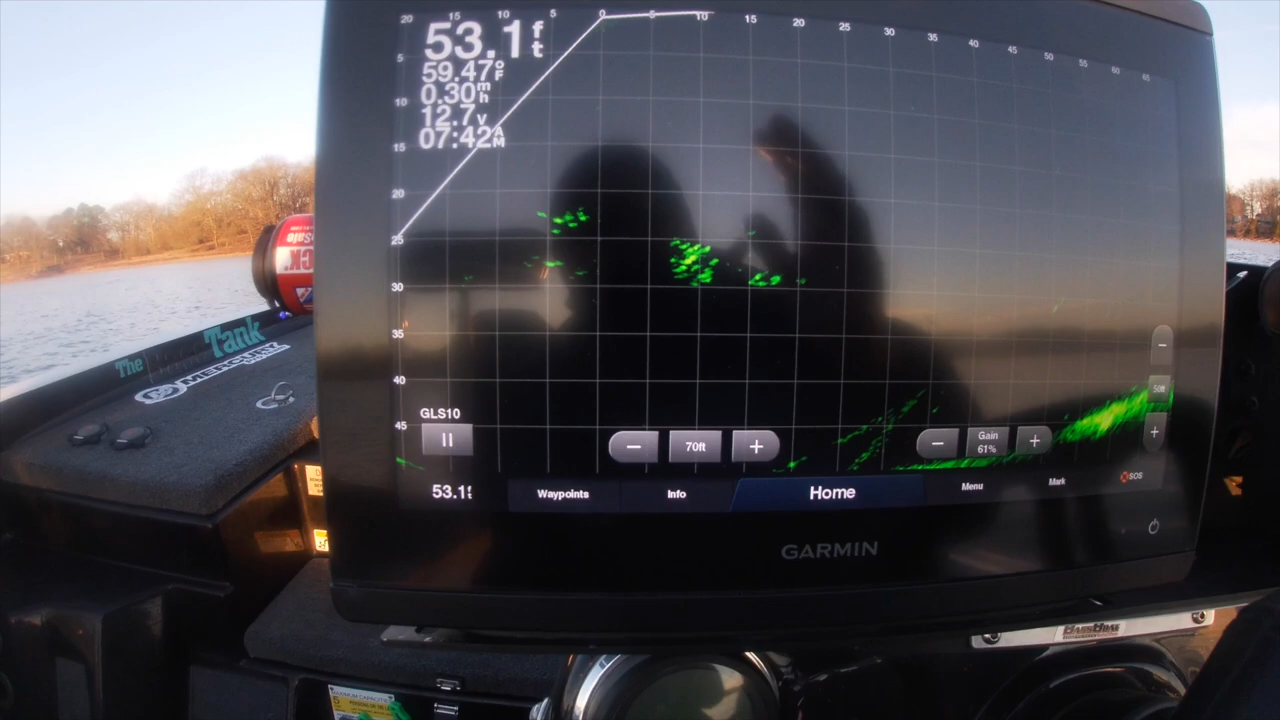 20 15 10 5 0 5 10 15 20 25 30 35 40 45 50 55 60 65
53.1 ft
59.47°F
0.30 mh
12.7 v
07:42 AM
5
10
15
20
25
30
35
40
45
GLS10
− 70ft +
− Gain 61% +
−
50ft
+
53.1 ft
Waypoints Info Home Menu Mark SOS
GARMIN
The Tank
MERCURY
MAXIMUM CAPACITIES